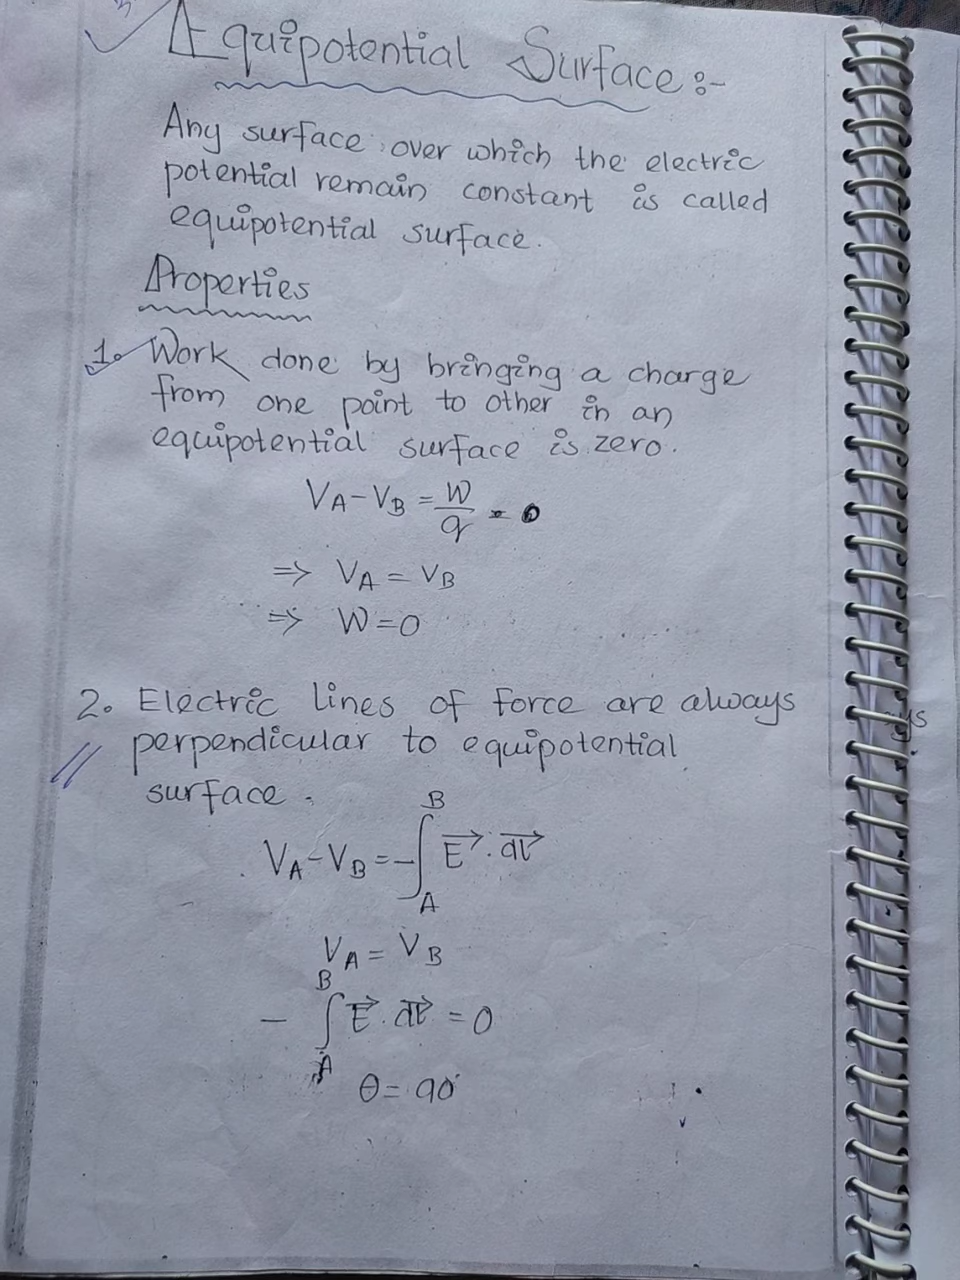 Equipotential Surface :-
Any surface over which the electric
potential remain constant is called
equipotential surface.
Properties
1. Work done by bringing a charge
from one point to other in an
equipotential surface is zero.
VA - VB = W/q = 0
=> VA = VB
=> W = 0
2. Electric lines of force are always
perpendicular to equipotential
surface.
VA - VB = -∫ₐᴮ E⃗ . dl⃗
VA = VB
- ∫ₐᴮ E⃗ . dl⃗ = 0
θ = 90°